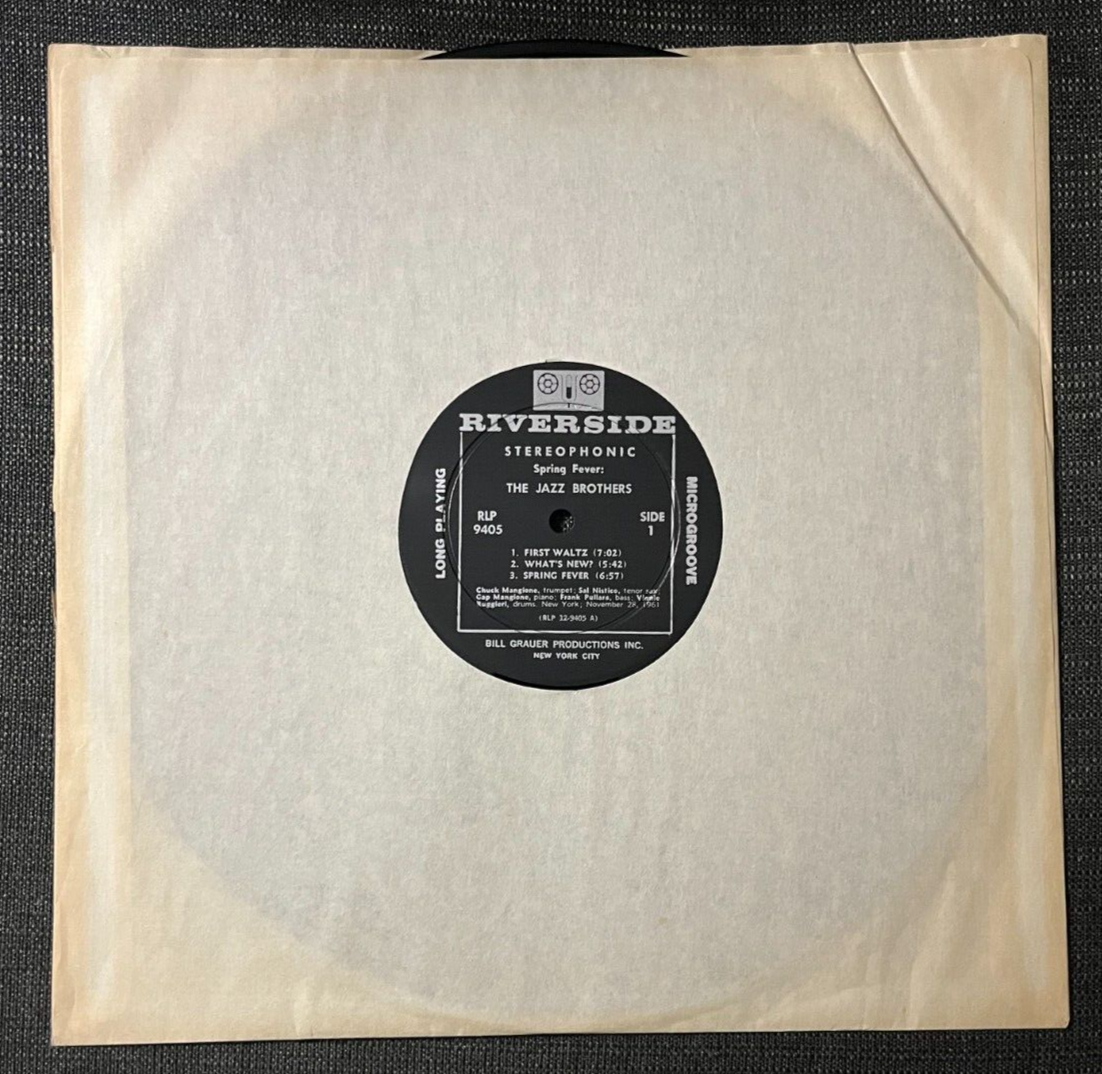 RIVERSIDE
STEREOPHONIC
Spring Fever:
THE JAZZ BROTHERS
LONG PLAYING
MICROGROOVE
RLP
9405
SIDE
1
1. FIRST WALTZ (7:02)
2. WHAT'S NEW? (5:42)
3. SPRING FEVER (6:57)
Chuck Mangione, trumpet; Sal Nistico, tenor sax;
Gap Mangione, piano; Frank Pullara, bass; Vinnie
Ruggieri, drums. New York; November 28, 1961
(RLP 12-9405 A)
BILL GRAUER PRODUCTIONS INC.
NEW YORK CITY